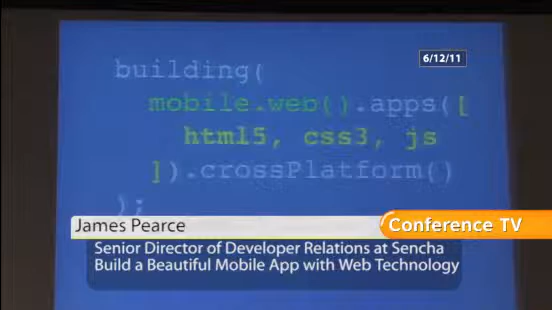 6/12/11
building(
mobile.web().apps([
html5, css3, js
]).crossPlatform()
);
James Pearce
Conference TV
Senior Director of Developer Relations at Sencha
Build a Beautiful Mobile App with Web Technology